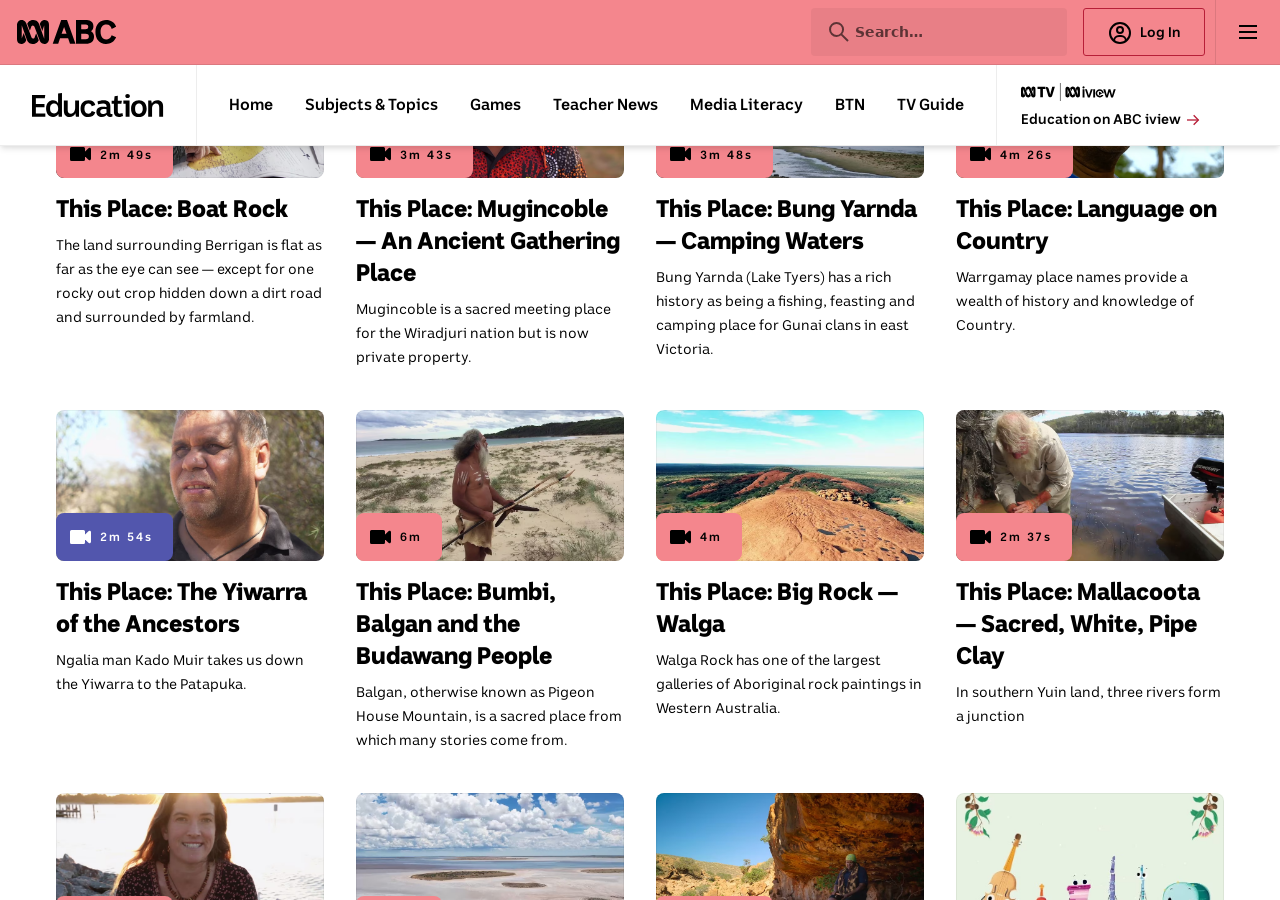 ABC
Search...
Log In
Education
Home
Subjects & Topics
Games
Teacher News
Media Literacy
BTN
TV Guide
TV
iview
Education on ABC iview
2m 49s
3m 43s
3m 48s
4m 26s
This Place: Boat Rock
The land surrounding Berrigan is flat as
far as the eye can see — except for one
rocky out crop hidden down a dirt road
and surrounded by farmland.
This Place: Mugincoble
— An Ancient Gathering
Place
Mugincoble is a sacred meeting place
for the Wiradjuri nation but is now
private property.
This Place: Bung Yarnda
— Camping Waters
Bung Yarnda (Lake Tyers) has a rich
history as being a fishing, feasting and
camping place for Gunai clans in east
Victoria.
This Place: Language on
Country
Warrgamay place names provide a
wealth of history and knowledge of
Country.
2m 54s
6m
4m
2m 37s
This Place: The Yiwarra
of the Ancestors
Ngalia man Kado Muir takes us down
the Yiwarra to the Patapuka.
This Place: Bumbi,
Balgan and the
Budawang People
Balgan, otherwise known as Pigeon
House Mountain, is a sacred place from
which many stories come from.
This Place: Big Rock —
Walga
Walga Rock has one of the largest
galleries of Aboriginal rock paintings in
Western Australia.
This Place: Mallacoota
— Sacred, White, Pipe
Clay
In southern Yuin land, three rivers form
a junction